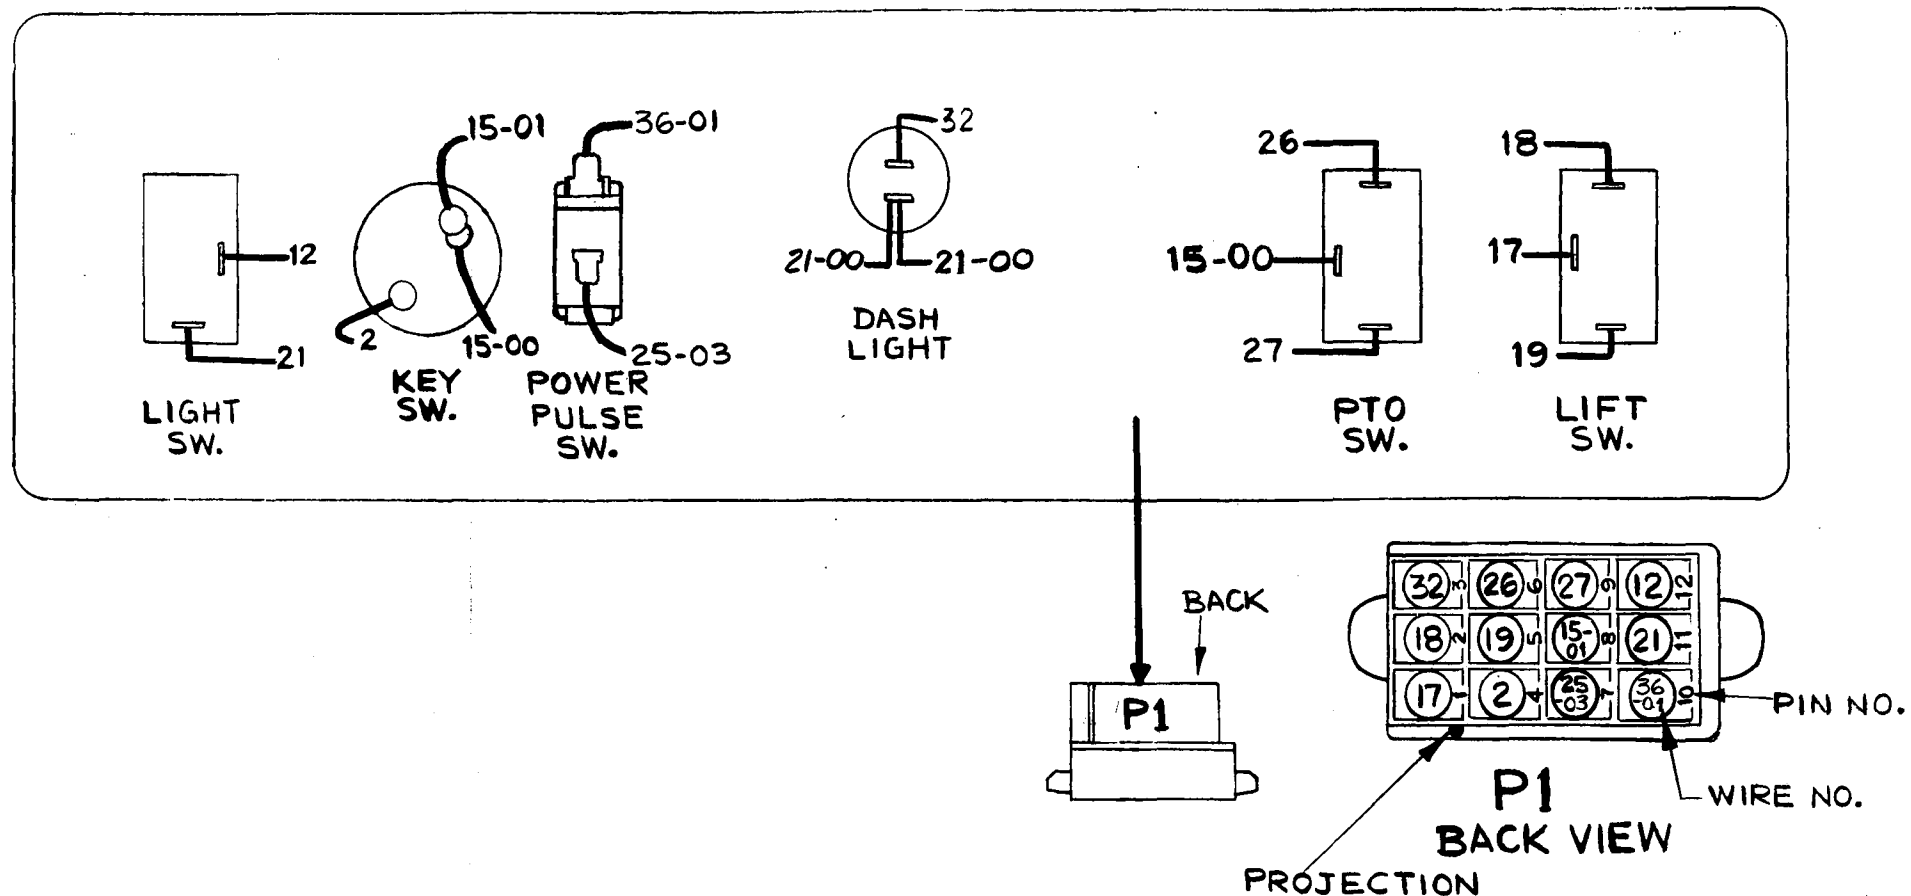 15-01
36-01
32
26
18
12
2
15-00
21
25-03
21-00
21-00
15-00
27
17
19
LIGHT
SW.
KEY
SW.
POWER
PULSE
SW.
DASH
LIGHT
PTO
SW.
LIFT
SW.
BACK
P1
32 3 26 6 27 9 12 12
18 2 19 5 15-
01 8 21 11
17 1 2 4 25
-03 7 36
-01 10
PIN NO.
WIRE NO.
P1
BACK VIEW
PROJECTION